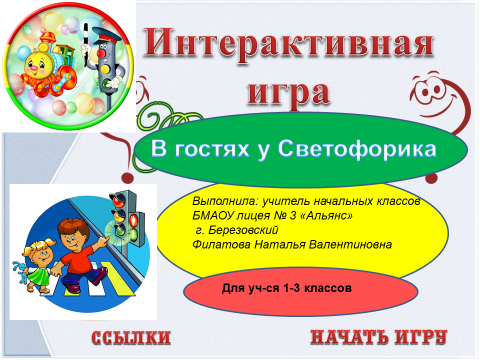 Интерактивная
игра
В гостях у Светофорика
Выполнила: учитель начальных классов
БМАОУ лицея № 3 «Альянс»
г. Березовский
Филатова Наталья Валентиновна
Для уч-ся 1-3 классов
ССЫЛКИ
НАЧАТЬ ИГРУ